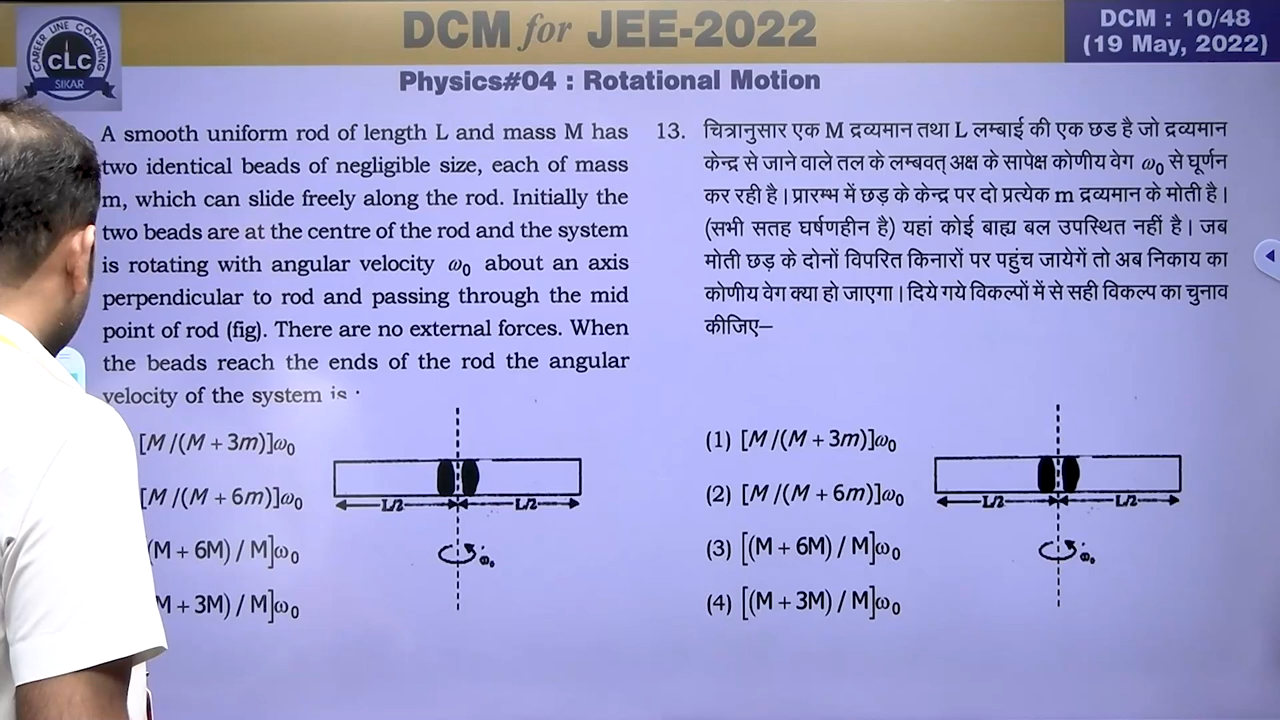 CAREER LINE COACHING
CLC
SIKAR
DCM for JEE-2022
DCM : 10/48
(19 May, 2022)
Physics#04 : Rotational Motion
A smooth uniform rod of length L and mass M has
two identical beads of negligible size, each of mass
m, which can slide freely along the rod. Initially the
two beads are at the centre of the rod and the system
is rotating with angular velocity ω₀ about an axis
perpendicular to rod and passing through the mid
point of rod (fig). There are no external forces. When
the beads reach the ends of the rod the angular
velocity of the system is
[M/(M + 3m)]ω₀
[M/(M + 6m)]ω₀
(M + 6M) / M]ω₀
M + 3M) / M]ω₀
L/2 L/2
ω₀
13. चित्रानुसार एक M द्रव्यमान तथा L लम्बाई की एक छड है जो द्रव्यमान
केन्द्र से जाने वाले तल के लम्बवत् अक्ष के सापेक्ष कोणीय वेग ω₀ से घूर्णन
कर रही है। प्रारम्भ में छड़ के केन्द्र पर दो प्रत्येक m द्रव्यमान के मोती है।
(सभी सतह घर्षणहीन है) यहां कोई बाह्य बल उपस्थित नहीं है। जब
मोती छड़ के दोनों विपरित किनारों पर पहुंच जायेगें तो अब निकाय का
कोणीय वेग क्या हो जाएगा। दिये गये विकल्पों में से सही विकल्प का चुनाव
कीजिए–
(1) [M/(M + 3m)]ω₀
(2) [M/(M + 6m)]ω₀
(3) [(M + 6M) / M]ω₀
(4) [(M + 3M) / M]ω₀
L/2 L/2
ω₀